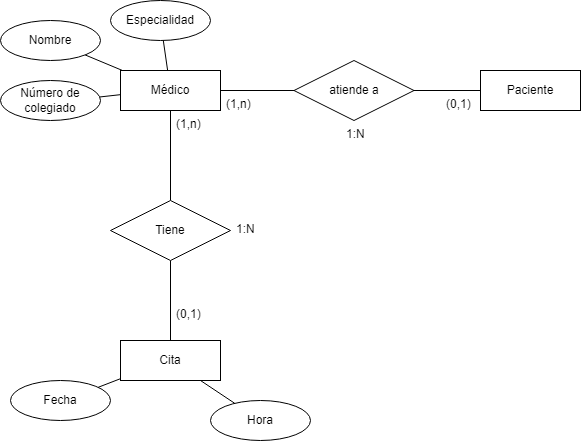 Especialidad
Nombre
Médico
Número de
colegiado
(1,n)
atiende a
(0,1)
Paciente
(1,n)
1:N
Tiene
1:N
(0,1)
Cita
Fecha
Hora